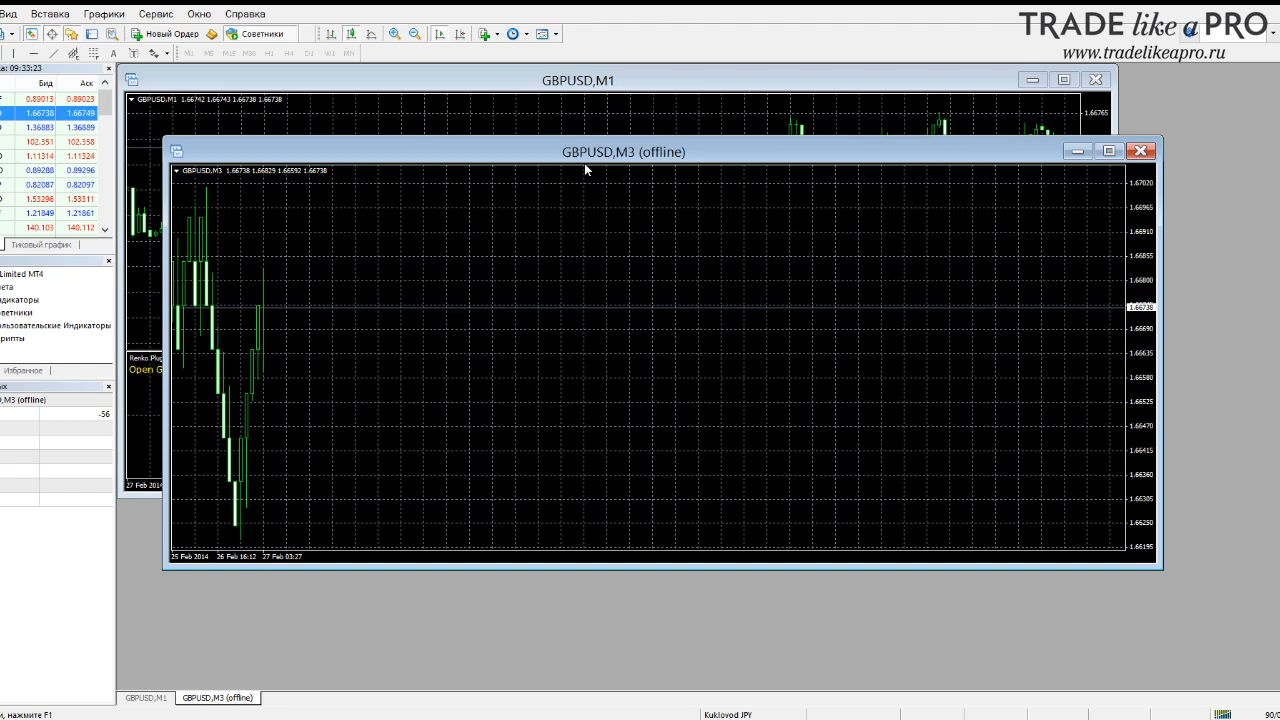 Вид Вставка Графики Сервис Окно Справка
TRADE like a PRO
www.tradelikeapro.ru
Новый Ордер Советники
M1 M5 M15 M30 H1 H4 D1 W1 MN
09:33:23
Бид Аск
0.89013 0.89023
1.66738 1.66749
1.36883 1.36889
102.351 102.358
1.11314 1.11324
0.89288 0.89296
0.82087 0.82097
1.53296 1.53311
1.21849 1.21861
140.103 140.112
Тиковый график
Limited MT4
Избранное
(offline)
-56
GBPUSD,M1
GBPUSD,M1 1.66742 1.66743 1.66738 1.66738
1.66765
Open G
27 Feb 2014
GBPUSD,M3 (offline)
GBPUSD,M3 1.66738 1.66829 1.66592 1.66738
1.67020
1.66965
1.66910
1.66855
1.66800
1.66738
1.66690
1.66635
1.66580
1.66525
1.66470
1.66415
1.66360
1.66305
1.66250
1.66195
25 Feb 2014 26 Feb 16:12 27 Feb 03:27
GBPUSD,M1 GBPUSD,M3 (offline)
нажмите F1
Kuklovod JPY